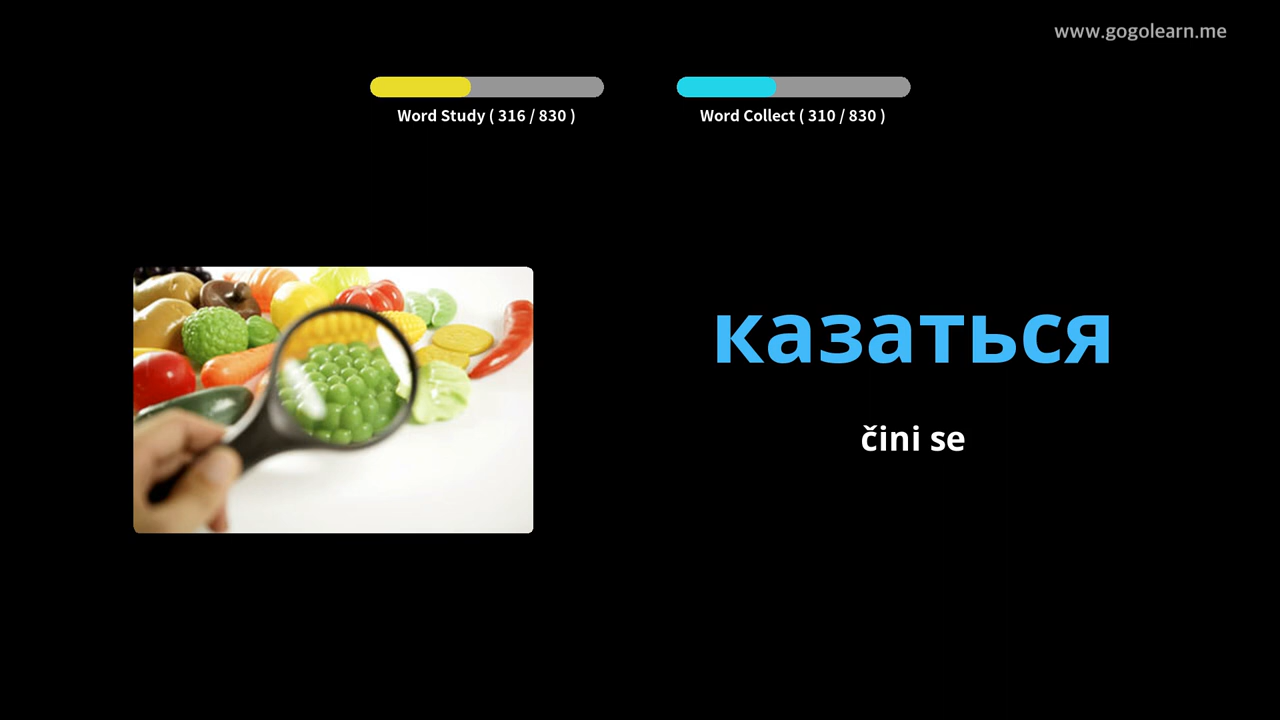 www.gogolearn.me
Word Study ( 316 / 830 )
Word Collect ( 310 / 830 )
казаться
čini se